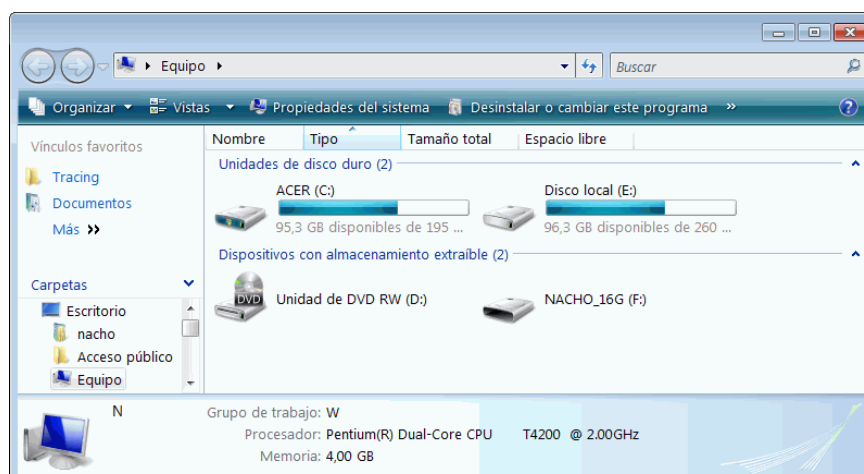 Equipo
Buscar
Organizar Vistas Propiedades del sistema Desinstalar o cambiar este programa »
Vínculos favoritos
Tracing
Documentos
Más »
Carpetas
Escritorio
nacho
Acceso público
Equipo
Nombre Tipo Tamaño total Espacio libre
Unidades de disco duro (2)
ACER (C:)
95,3 GB disponibles de 195 ...
Disco local (E:)
96,3 GB disponibles de 260 ...
Dispositivos con almacenamiento extraíble (2)
DVD
Unidad de DVD RW (D:)
NACHO_16G (F:)
N
Grupo de trabajo: W
Procesador: Pentium(R) Dual-Core CPU T4200 @ 2.00GHz
Memoria: 4,00 GB